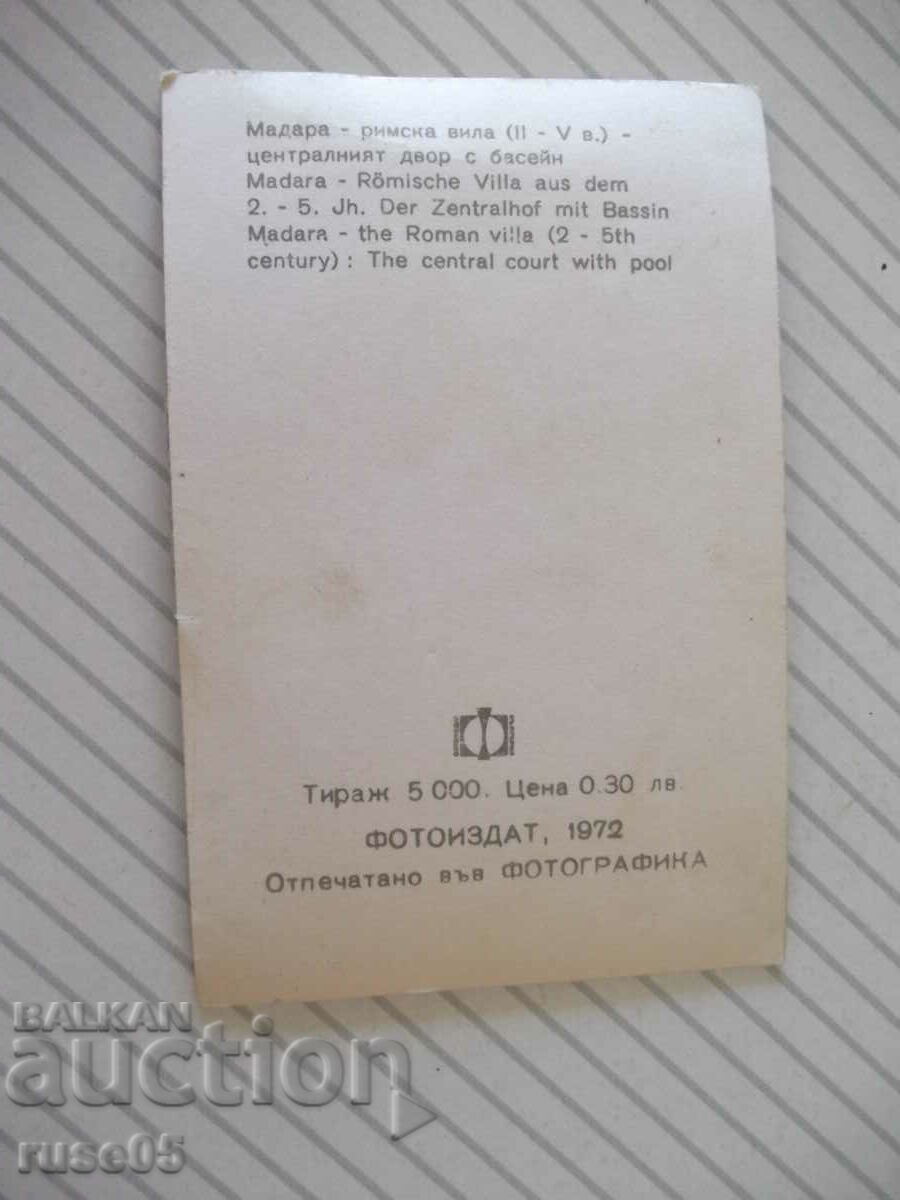 Мадара - римска вила (II - V в.) -
централният двор с басейн
Madara - Römische Villa aus dem
2. - 5. Jh. Der Zentralhof mit Bassin
Madara - the Roman villa (2 - 5th
century) : The central court with pool
Тираж 5 000. Цена 0.30 лв.
ФОТОИЗДАТ, 1972
Отпечатано във ФОТОГРАФИКА
BALKAN
auction
ruse05